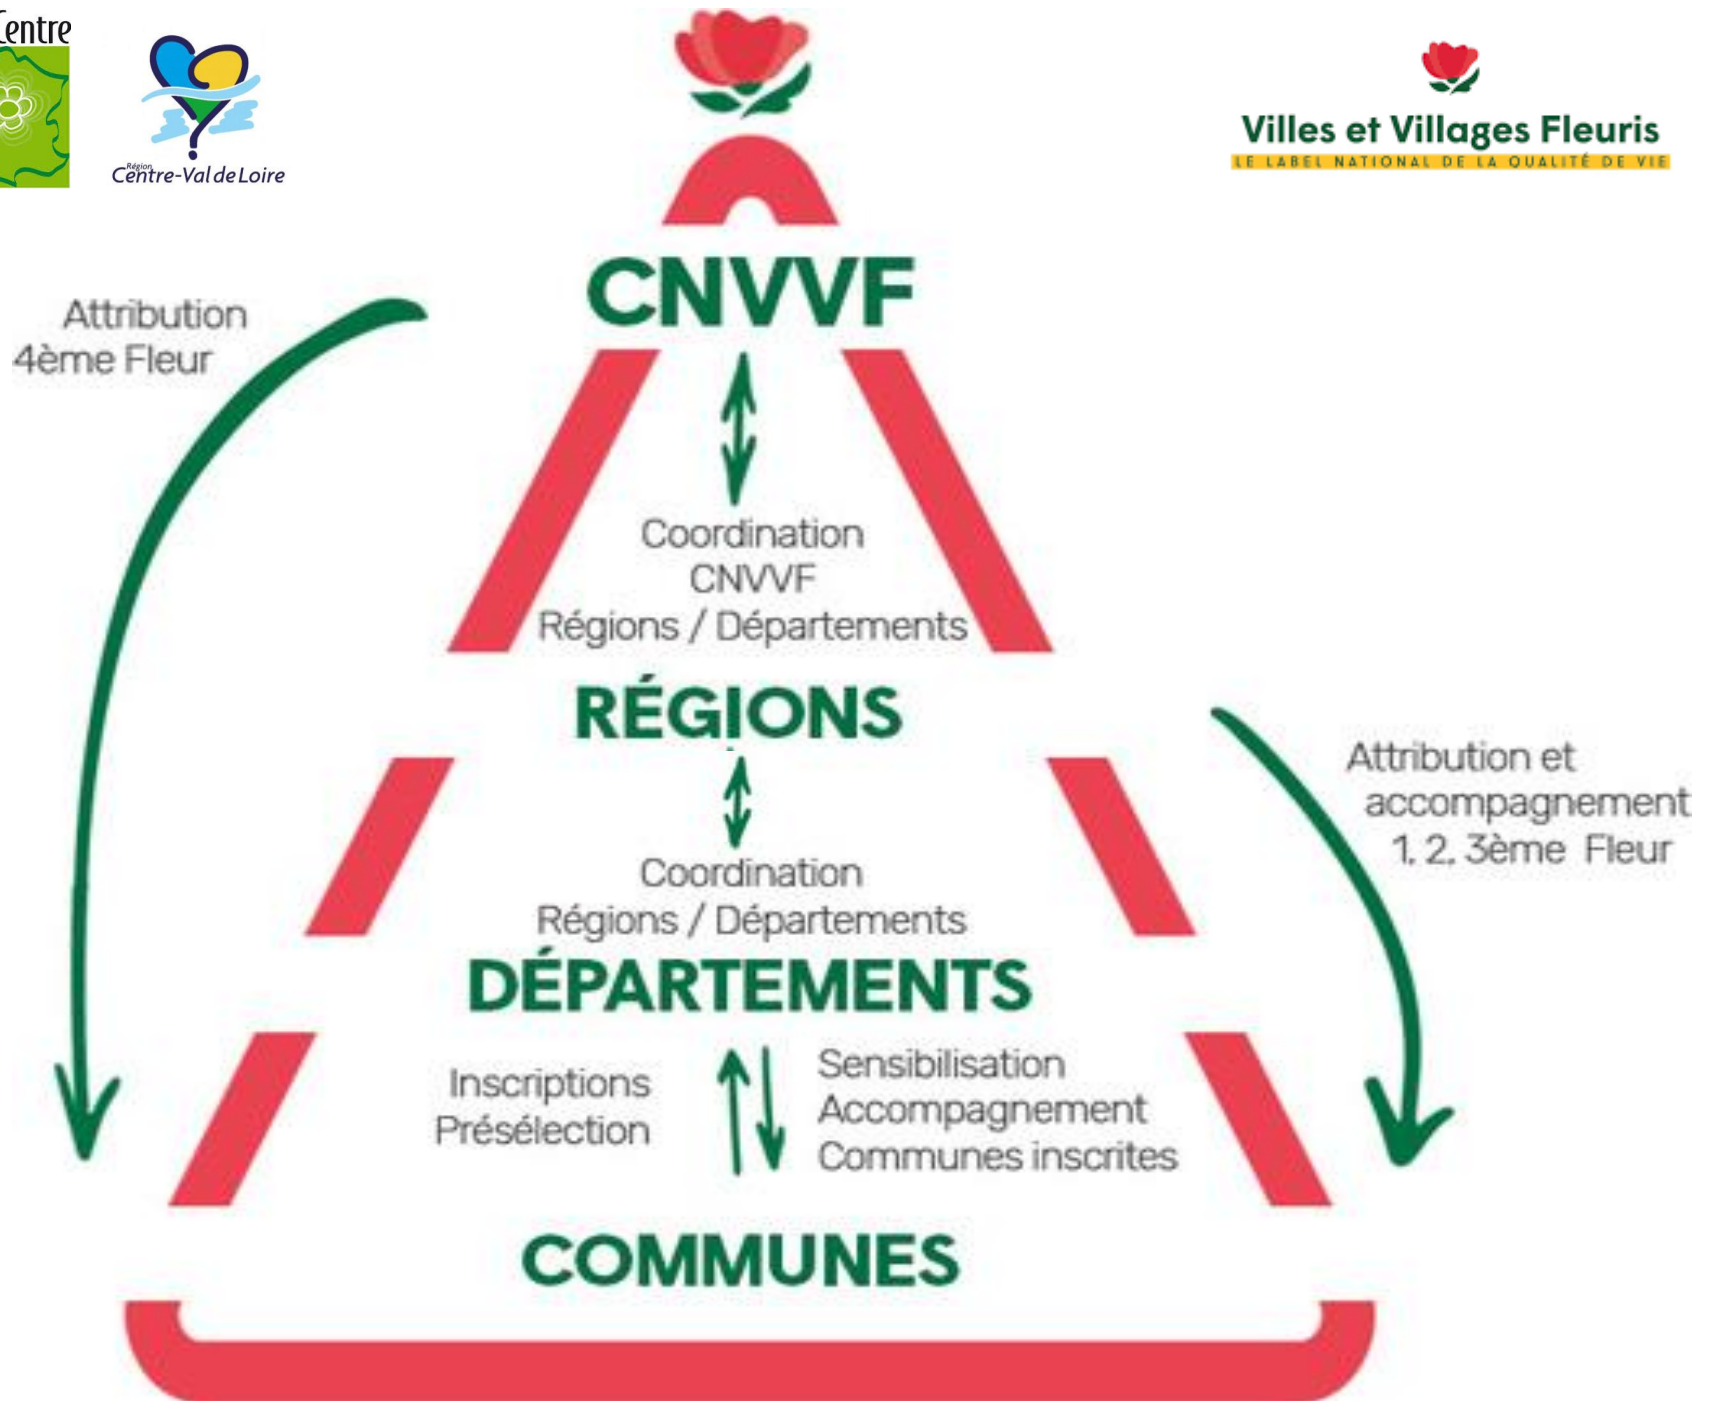 Centre
Région
Centre-Val de Loire
Villes et Villages Fleuris
LE LABEL NATIONAL DE LA QUALITÉ DE VIE
CNVVF
Attribution
4ème Fleur
Coordination
CNVVF
Régions / Départements
RÉGIONS
Attribution et
accompagnement
1, 2, 3ème Fleur
Coordination
Régions / Départements
DÉPARTEMENTS
Inscriptions
Présélection
Sensibilisation
Accompagnement
Communes inscrites
COMMUNES